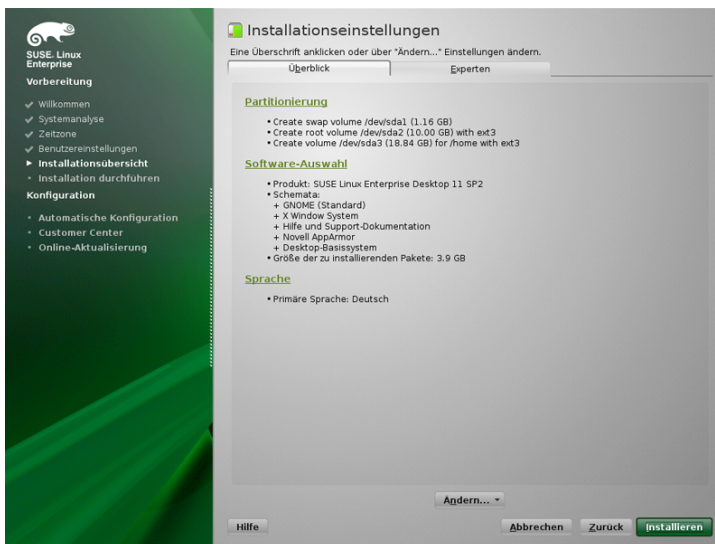 SUSE. Linux
Enterprise
Vorbereitung
Willkommen
Systemanalyse
Zeitzone
Benutzereinstellungen
Installationsübersicht
Installation durchführen
Konfiguration
Automatische Konfiguration
Customer Center
Online-Aktualisierung
Installationseinstellungen
Eine Überschrift anklicken oder über "Ändern..." Einstellungen ändern.
Überblick
Experten
Partitionierung
• Create swap volume /dev/sda1 (1.16 GB)
• Create root volume /dev/sda2 (10.00 GB) with ext3
• Create volume /dev/sda3 (18.84 GB) for /home with ext3
Software-Auswahl
• Produkt: SUSE Linux Enterprise Desktop 11 SP2
• Schemata:
+ GNOME (Standard)
+ X Window System
+ Hilfe und Support-Dokumentation
+ Novell AppArmor
+ Desktop-Basissystem
• Größe der zu installierenden Pakete: 3.9 GB
Sprache
• Primäre Sprache: Deutsch
Ändern...
Hilfe
Abbrechen
Zurück
Installieren